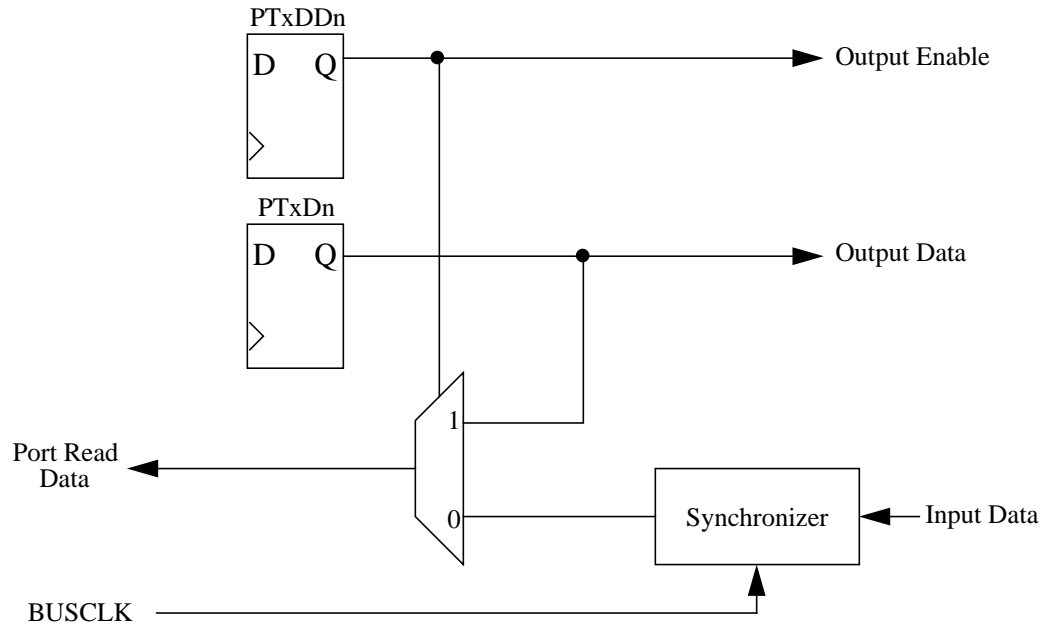 PTxDDn
D Q
Output Enable
PTxDn
D Q
Output Data
1
Port Read
Data
0
Synchronizer
Input Data
BUSCLK